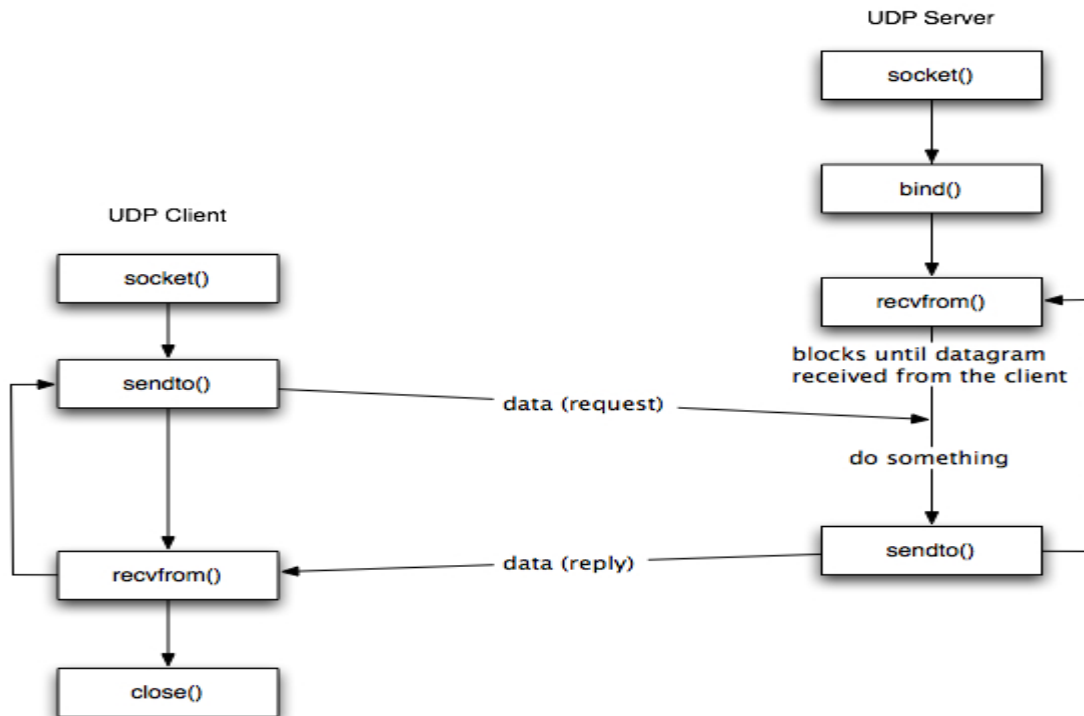 UDP Server
socket()
bind()
UDP Client
socket()
recvfrom()
blocks until datagram
received from the client
sendto()
data (request)
do something
sendto()
data (reply)
recvfrom()
close()